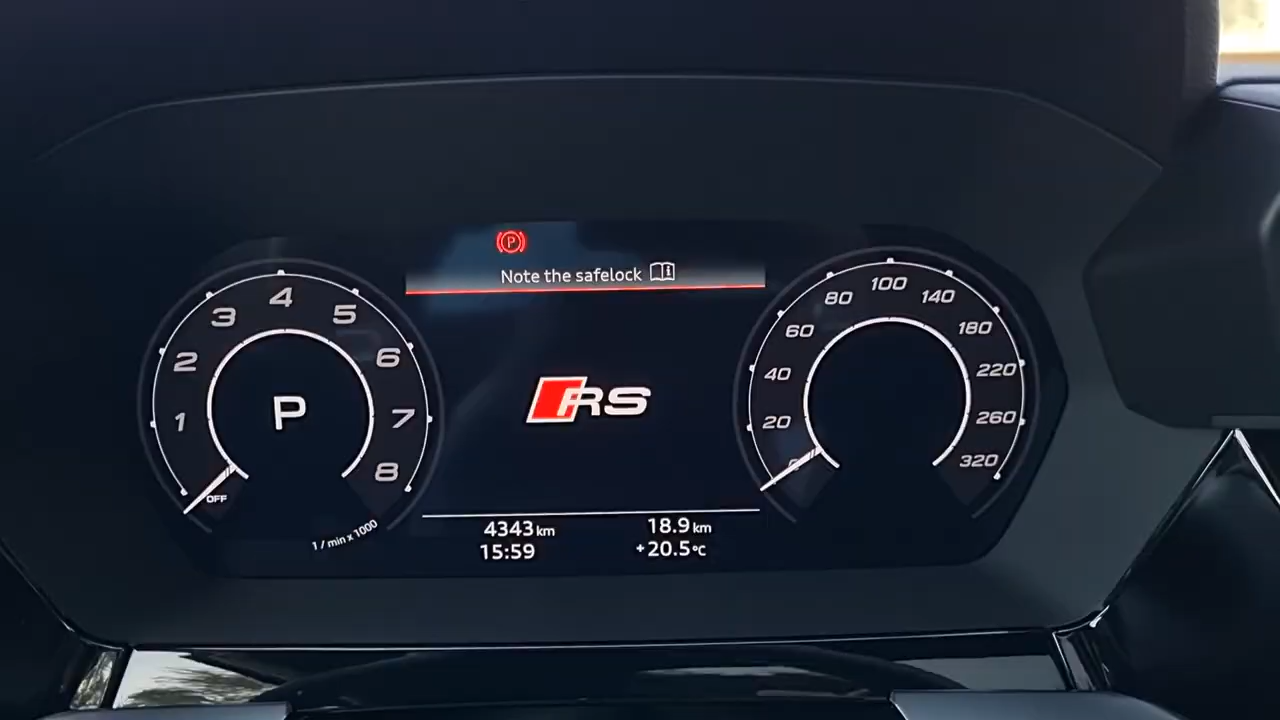 P
Note the safelock
1
2
3
4
5
6
7
8
P
OFF
1 / min x 1000
RS
0
20
40
60
80
100
140
180
220
260
320
4343 km
18.9 km
15:59
+20.5 °C